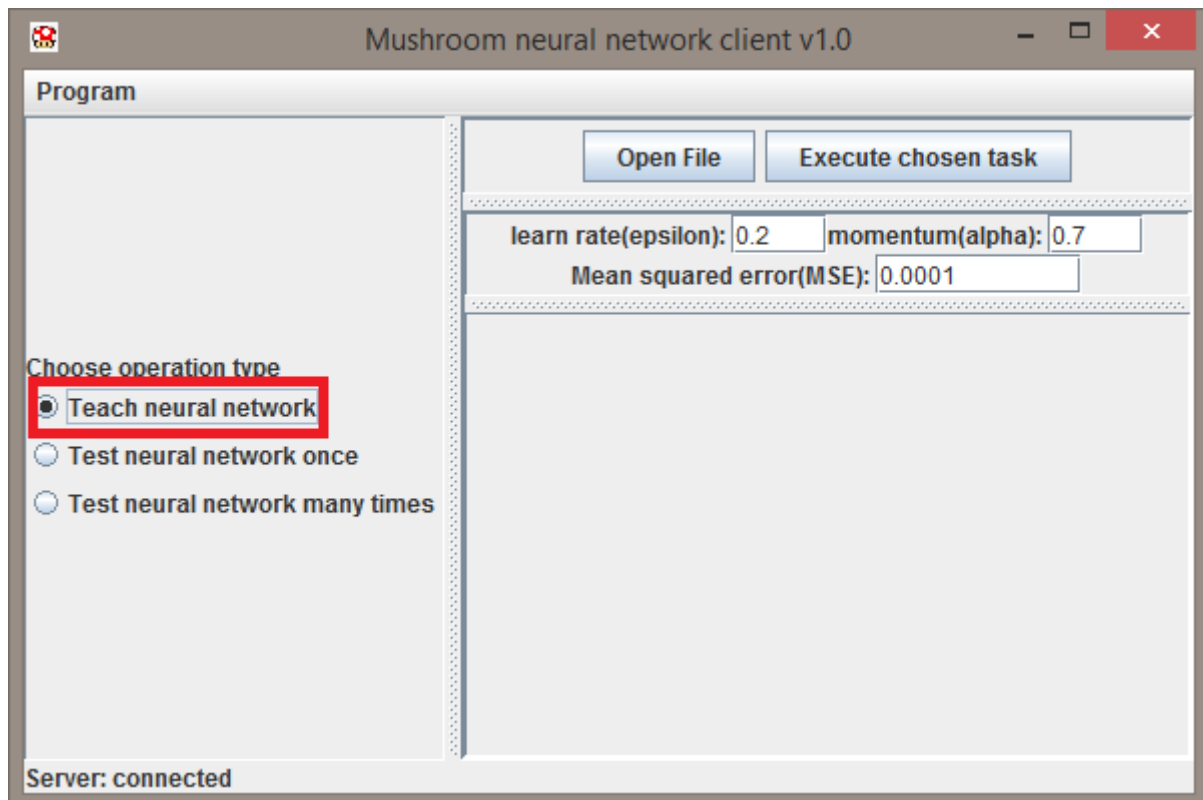 Mushroom neural network client v1.0
Program
Open File Execute chosen task
learn rate(epsilon): 0.2 momentum(alpha): 0.7
Mean squared error(MSE): 0.0001
Choose operation type
Teach neural network
Test neural network once
Test neural network many times
Server: connected